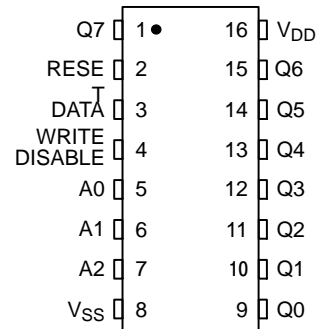 Q7 1 16 VDD
RESE 2 15 Q6
T
DATA 3 14 Q5
WRITE
DISABLE 4 13 Q4
A0 5 12 Q3
A1 6 11 Q2
A2 7 10 Q1
VSS 8 9 Q0